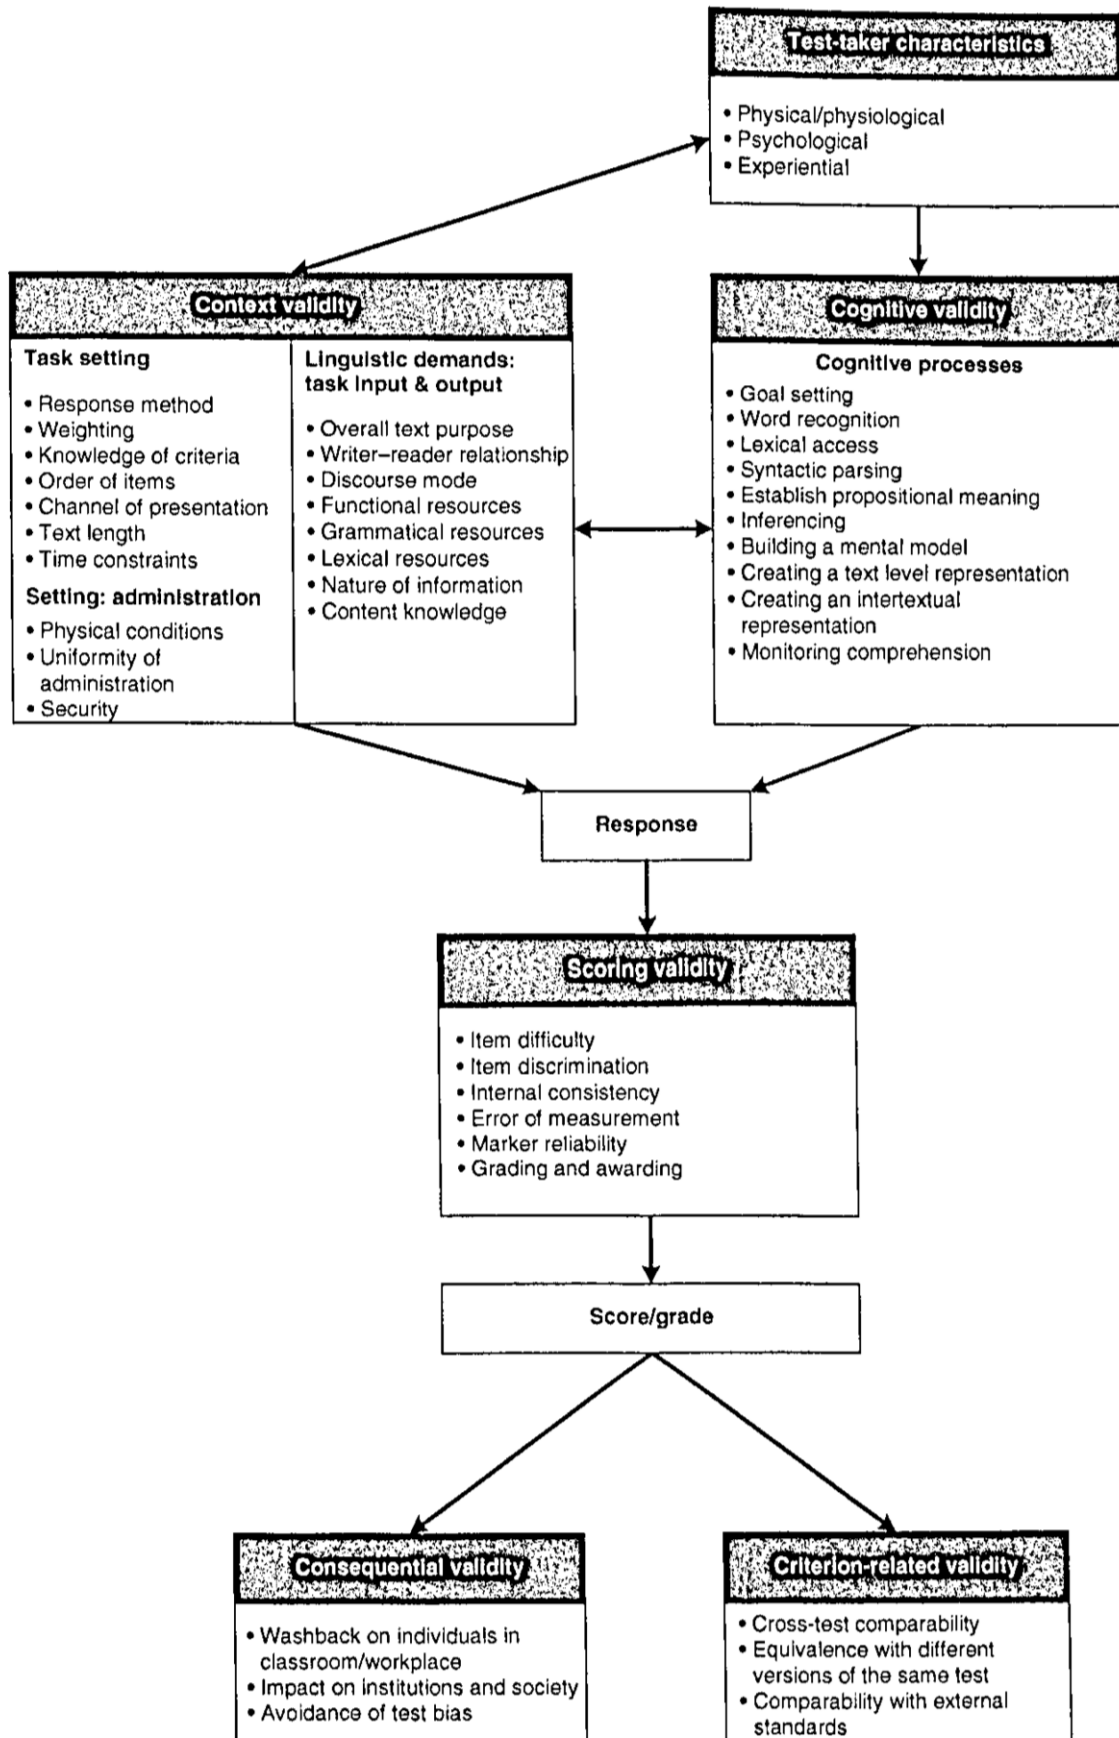 Test-taker characteristics
• Physical/physiological
• Psychological
• Experiential
Context validity
Task setting
• Response method
• Weighting
• Knowledge of criteria
• Order of items
• Channel of presentation
• Text length
• Time constraints
Setting: administration
• Physical conditions
• Uniformity of
administration
• Security
Linguistic demands:
task input & output
• Overall text purpose
• Writer–reader relationship
• Discourse mode
• Functional resources
• Grammatical resources
• Lexical resources
• Nature of information
• Content knowledge
Cognitive validity
Cognitive processes
• Goal setting
• Word recognition
• Lexical access
• Syntactic parsing
• Establish propositional meaning
• Inferencing
• Building a mental model
• Creating a text level representation
• Creating an intertextual
representation
• Monitoring comprehension
Response
Scoring validity
• Item difficulty
• Item discrimination
• Internal consistency
• Error of measurement
• Marker reliability
• Grading and awarding
Score/grade
Consequential validity
• Washback on individuals in
classroom/workplace
• Impact on institutions and society
• Avoidance of test bias
Criterion-related validity
• Cross-test comparability
• Equivalence with different
versions of the same test
• Comparability with external
standards